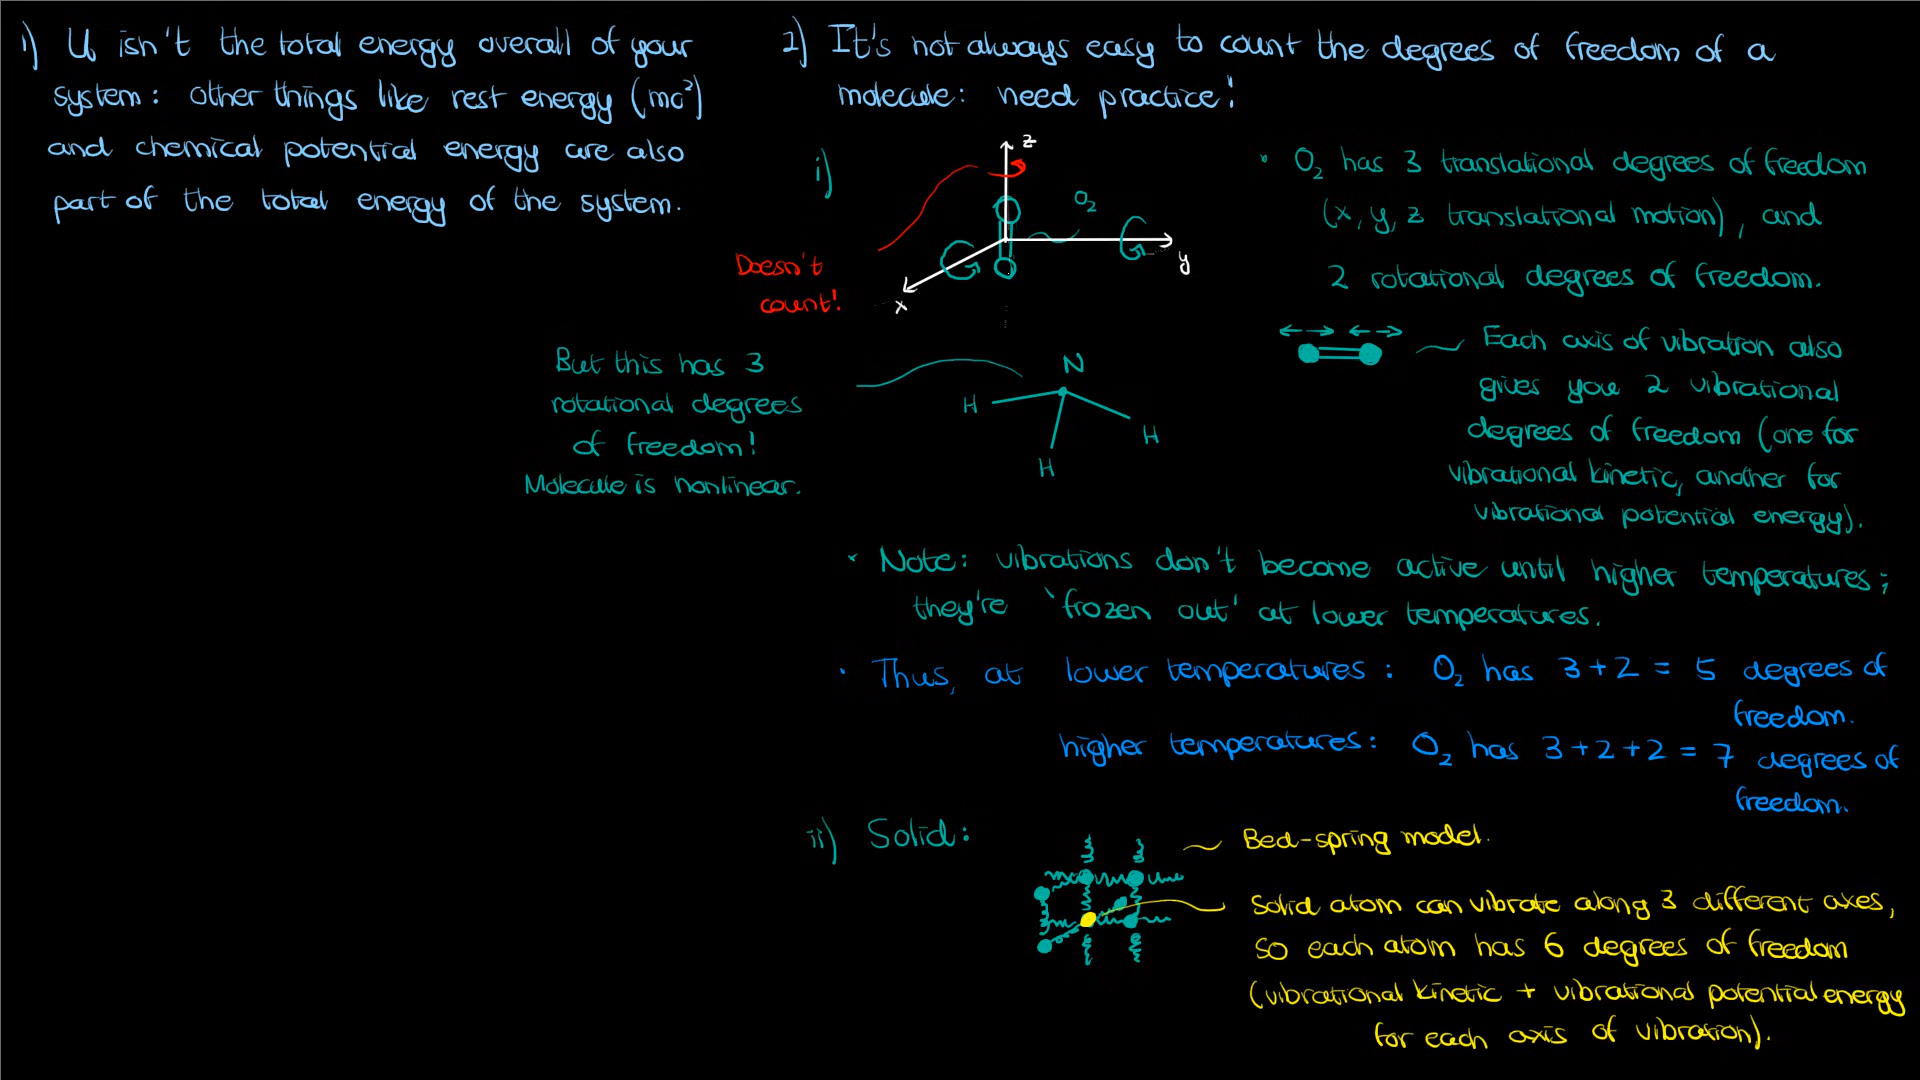 1) U isn't the total energy overall of your
system: other things like rest energy (mc²)
and chemical potential energy are also
part of the total energy of the system.
2) It's not always easy to count the degrees of freedom of a
molecule: need practice!
i)
z
O₂
y
x
Doesn't
count!
• O₂ has 3 translational degrees of freedom
(x, y, z translational motion), and
2 rotational degrees of freedom.
Each axis of vibration also
gives you 2 vibrational
degrees of freedom (one for
vibrational kinetic, another for
vibrational potential energy).
But this has 3
rotational degrees
of freedom!
Molecule is nonlinear.
N
H
H
H
• Note: vibrations don't become active until higher temperatures;
they're 'frozen out' at lower temperatures.
• Thus, at lower temperatures: O₂ has 3+2 = 5 degrees of
freedom.
higher temperatures: O₂ has 3+2+2 = 7 degrees of
freedom.
ii) Solid:
Bed-spring model.
Solid atom can vibrate along 3 different axes,
so each atom has 6 degrees of freedom
(vibrational kinetic + vibrational potential energy
for each axis of vibration).